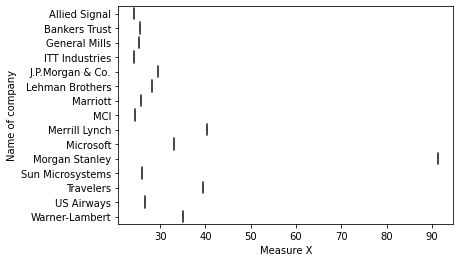 Allied Signal
Bankers Trust
General Mills
ITT Industries
J.P.Morgan & Co.
Lehman Brothers
Marriott
MCI
Merrill Lynch
Microsoft
Morgan Stanley
Sun Microsystems
Travelers
US Airways
Warner-Lambert
Name of company
30 40 50 60 70 80 90
Measure X